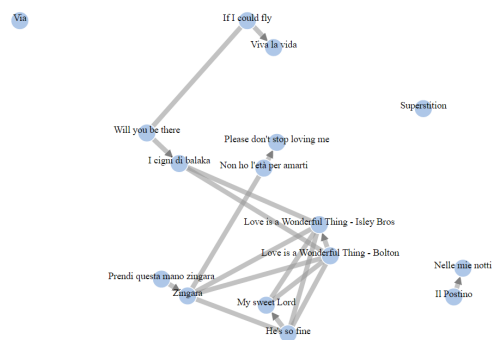 Via
If I could fly
Viva la vida
Superstition
Will you be there
Please don't stop loving me
I cigni di balaka
Non ho l'età per amarti
Love is a Wonderful Thing - Isley Bros
Love is a Wonderful Thing - Bolton
Nelle mie notti
Prendi questa mano zingara
Zingara
Il Postino
My sweet Lord
He's so fine